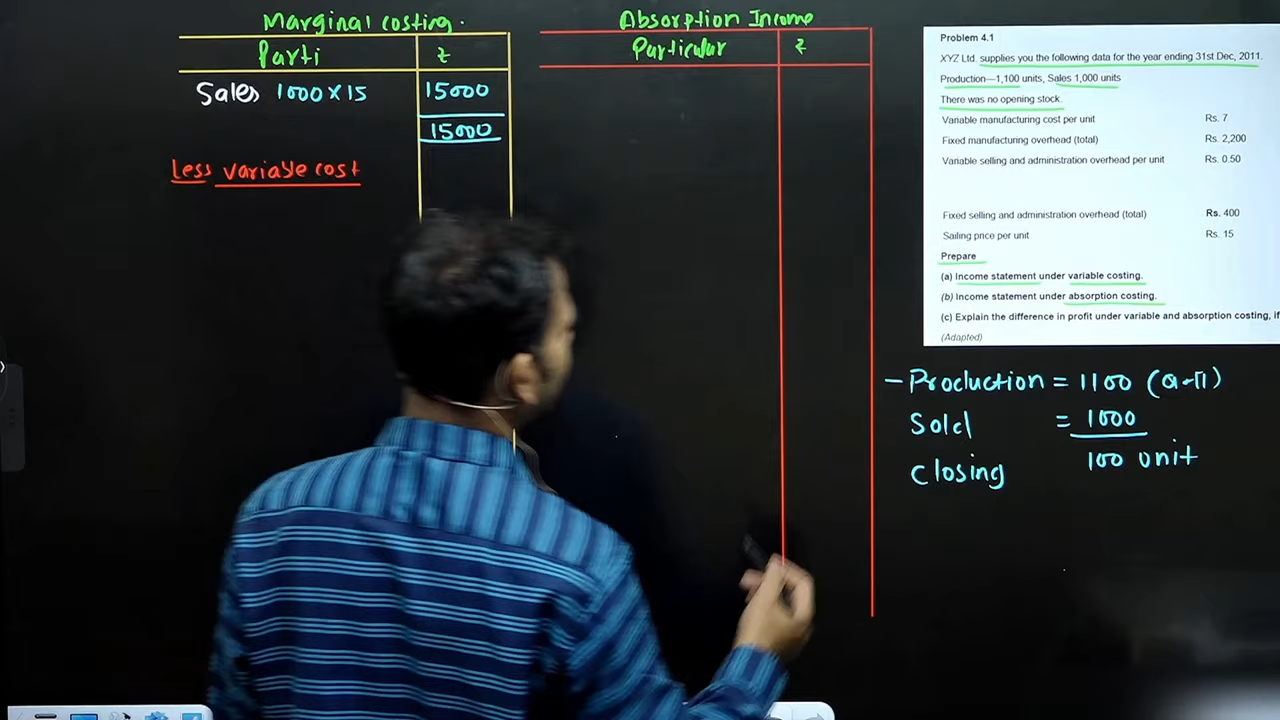 Marginal costing.
Parti ₹
Sales 1000 X 15 15000
15000
Less variable cost
Absorption Income
Particular ₹
Problem 4.1
XYZ Ltd. supplies you the following data for the year ending 31st Dec, 2011.
Production—1,100 units, Sales 1,000 units
There was no opening stock.
Variable manufacturing cost per unit Rs. 7
Fixed manufacturing overhead (total) Rs. 2,200
Variable selling and administration overhead per unit Rs. 0.50
Fixed selling and administration overhead (total) Rs. 400
Sailing price per unit Rs. 15
Prepare
(a) Income statement under variable costing.
(b) Income statement under absorption costing.
(c) Explain the difference in profit under variable and absorption costing, if
(Adapted)
- Production = 1100
Sold = 1000
Closing 100 unit